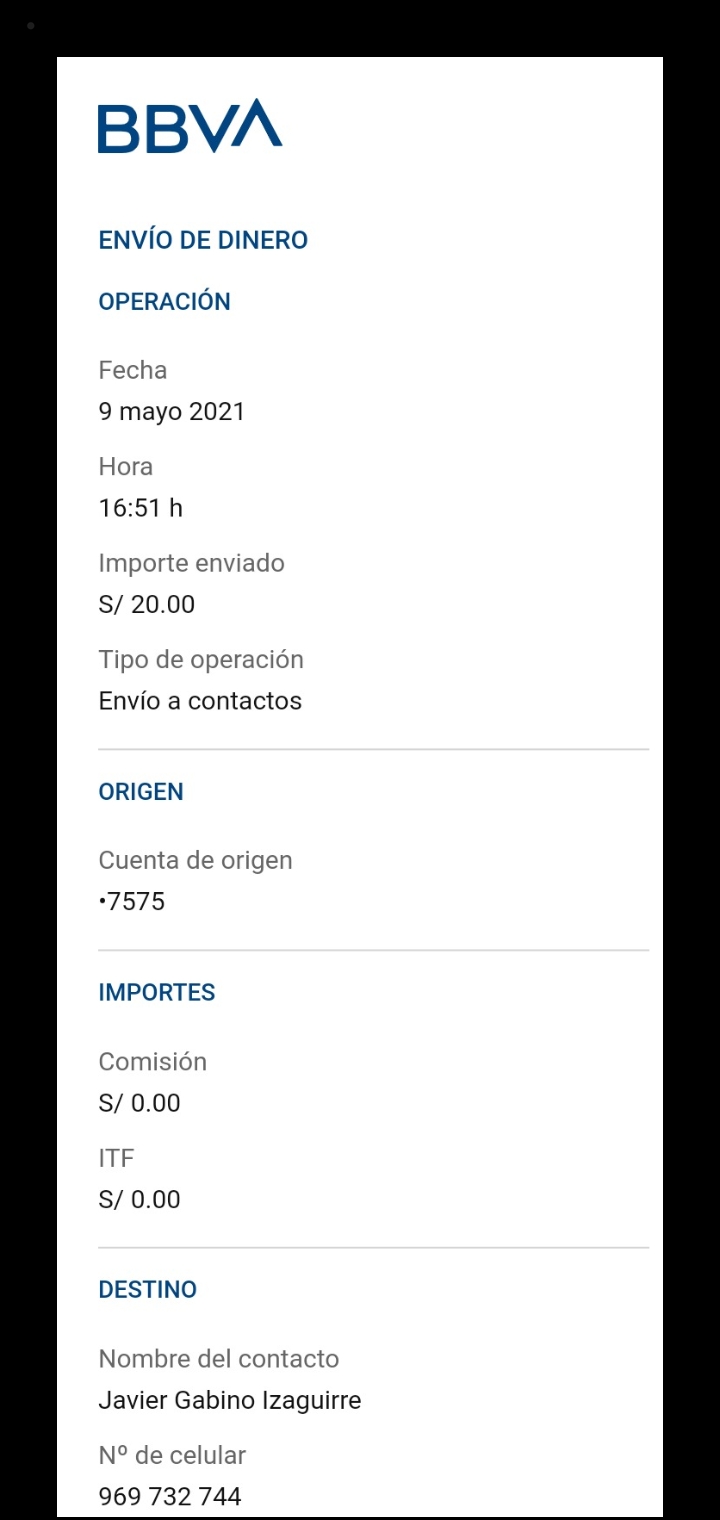 BBVA
ENVÍO DE DINERO
OPERACIÓN
Fecha
9 mayo 2021
Hora
16:51 h
Importe enviado
S/ 20.00
Tipo de operación
Envío a contactos
ORIGEN
Cuenta de origen
•7575
IMPORTES
Comisión
S/ 0.00
ITF
S/ 0.00
DESTINO
Nombre del contacto
Javier Gabino Izaguirre
Nº de celular
969 732 744